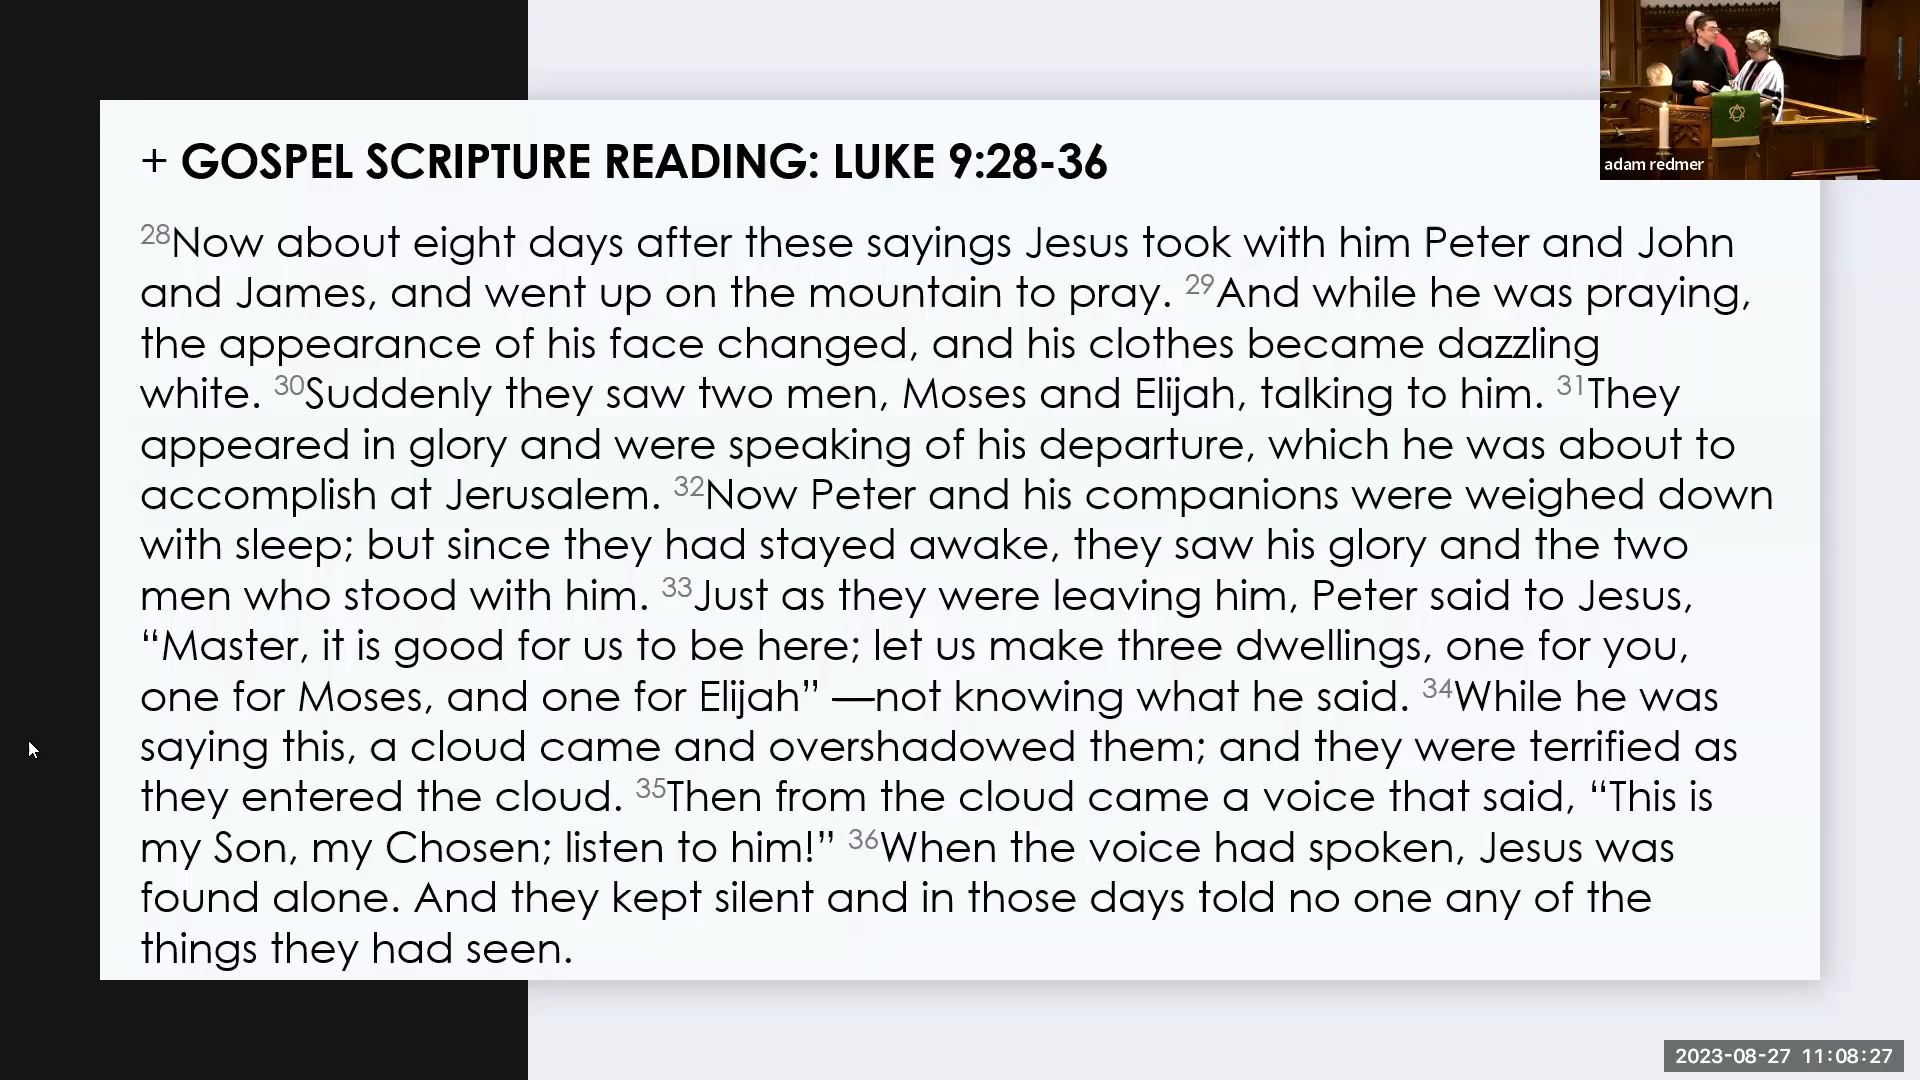 + GOSPEL SCRIPTURE READING: LUKE 9:28-36
28Now about eight days after these sayings Jesus took with him Peter and John
and James, and went up on the mountain to pray. 29And while he was praying,
the appearance of his face changed, and his clothes became dazzling
white. 30Suddenly they saw two men, Moses and Elijah, talking to him. 31They
appeared in glory and were speaking of his departure, which he was about to
accomplish at Jerusalem. 32Now Peter and his companions were weighed down
with sleep; but since they had stayed awake, they saw his glory and the two
men who stood with him. 33Just as they were leaving him, Peter said to Jesus,
“Master, it is good for us to be here; let us make three dwellings, one for you,
one for Moses, and one for Elijah” —not knowing what he said. 34While he was
saying this, a cloud came and overshadowed them; and they were terrified as
they entered the cloud. 35Then from the cloud came a voice that said, “This is
my Son, my Chosen; listen to him!” 36When the voice had spoken, Jesus was
found alone. And they kept silent and in those days told no one any of the
things they had seen.
adam redmer
2023-08-27 11:08:27